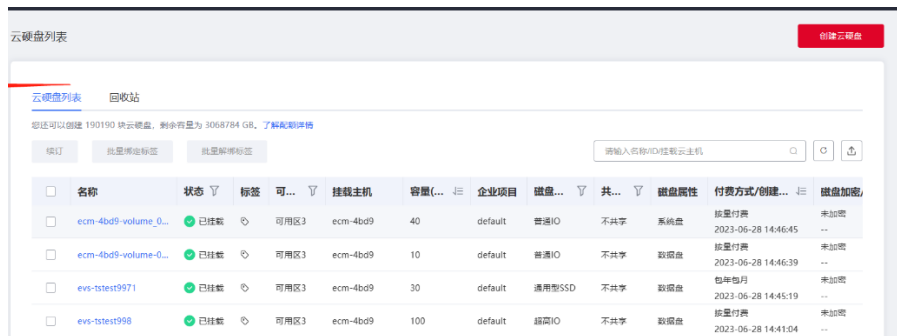 云硬盘列表
创建云硬盘
云硬盘列表 回收站
您还可以创建 190190 块云硬盘，剩余容量为 3068784 GB。了解配额详情
续订 批量绑定标签 批量解绑标签 请输入名称/ID/挂载云主机
名称 状态 标签 可... 挂载主机 容量(... 企业项目 磁盘... 共... 磁盘属性 付费方式/创建... 磁盘加密/
ecm-4bd9-volume_0... 已挂载 可用区3 ecm-4bd9 40 default 普通IO 不共享 系统盘 按量付费 未加密
2023-06-28 14:46:45 --
ecm-4bd9-volume-0... 已挂载 可用区3 ecm-4bd9 10 default 普通IO 不共享 数据盘 按量付费 未加密
2023-06-28 14:46:39 --
evs-tstest9971 已挂载 可用区3 ecm-4bd9 30 default 通用型SSD 不共享 数据盘 包年包月 未加密
2023-06-28 14:45:19 --
evs-tstest998 已挂载 可用区3 ecm-4bd9 100 default 超高IO 不共享 数据盘 按量付费 未加密
2023-06-28 14:41:04 --